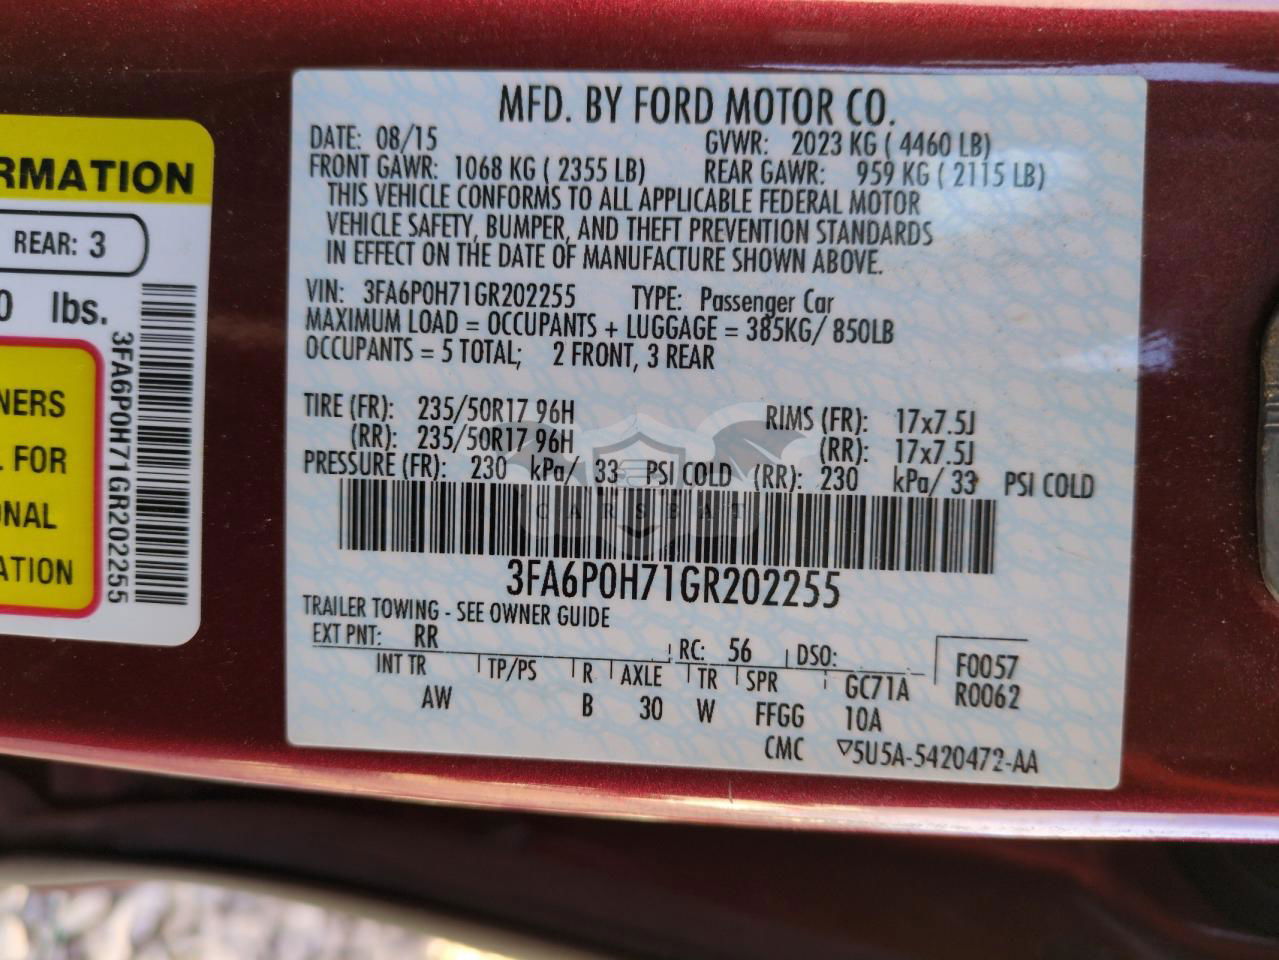 RMATION
REAR: 3
0 lbs.
3FA6P0H71GR202255
NERS
FOR
ONAL
ATION
MFD. BY FORD MOTOR CO.
DATE: 08/15 GVWR: 2023 KG ( 4460 LB)
FRONT GAWR: 1068 KG ( 2355 LB) REAR GAWR: 959 KG ( 2115 LB)
THIS VEHICLE CONFORMS TO ALL APPLICABLE FEDERAL MOTOR
VEHICLE SAFETY, BUMPER, AND THEFT PREVENTION STANDARDS
IN EFFECT ON THE DATE OF MANUFACTURE SHOWN ABOVE.
VIN: 3FA6P0H71GR202255 TYPE: Passenger Car
MAXIMUM LOAD = OCCUPANTS + LUGGAGE = 385KG/ 850LB
OCCUPANTS = 5 TOTAL; 2 FRONT, 3 REAR
TIRE (FR): 235/50R17 96H RIMS (FR): 17x7.5J
(RR): 235/50R17 96H (RR): 17x7.5J
PRESSURE (FR): 230 kPa/ 33 PSI COLD (RR): 230 kPa/ 33 PSI COLD
CARSEAT
3FA6P0H71GR202255
TRAILER TOWING - SEE OWNER GUIDE
EXT PNT: RR RC: 56 DSO: F0057
INT TR TP/PS R AXLE TR SPR GC71A R0062
AW B 30 W FFGG 10A
CMC ▽5U5A-5420472-AA